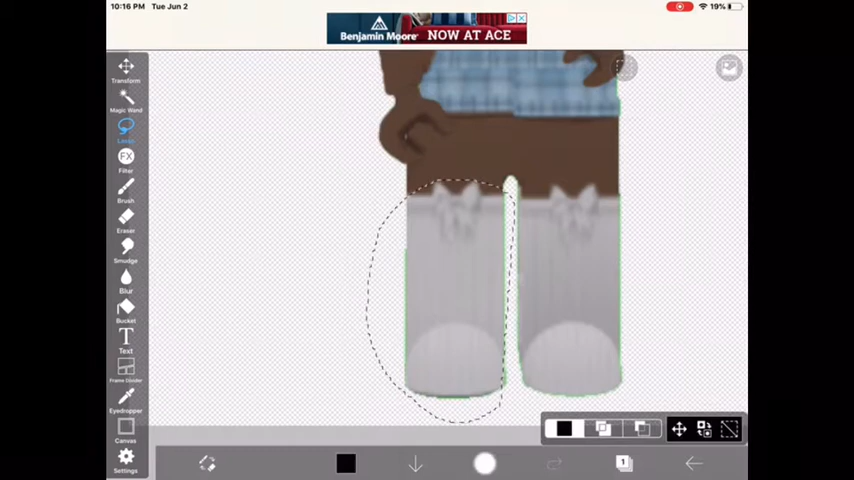 10:16 PM Tue Jun 2
19%
Benjamin Moore
NOW AT ACE
Transform
Magic Wand
Lasso
FX
Filter
Brush
Eraser
Smudge
Blur
Bucket
T
Text
Frame Divider
Eyedropper
Canvas
Settings
1